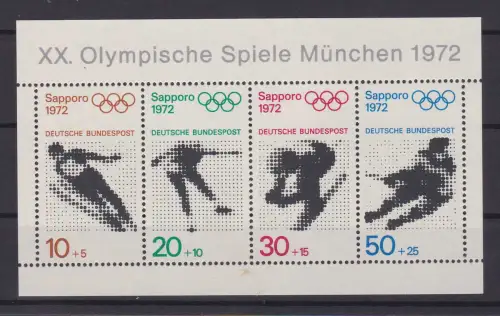 XX. Olympische Spiele München 1972
Sapporo
1972
DEUTSCHE BUNDESPOST
10+5
Sapporo
1972
DEUTSCHE BUNDESPOST
20+10
Sapporo
1972
DEUTSCHE BUNDESPOST
30+15
Sapporo
1972
DEUTSCHE BUNDESPOST
50+25